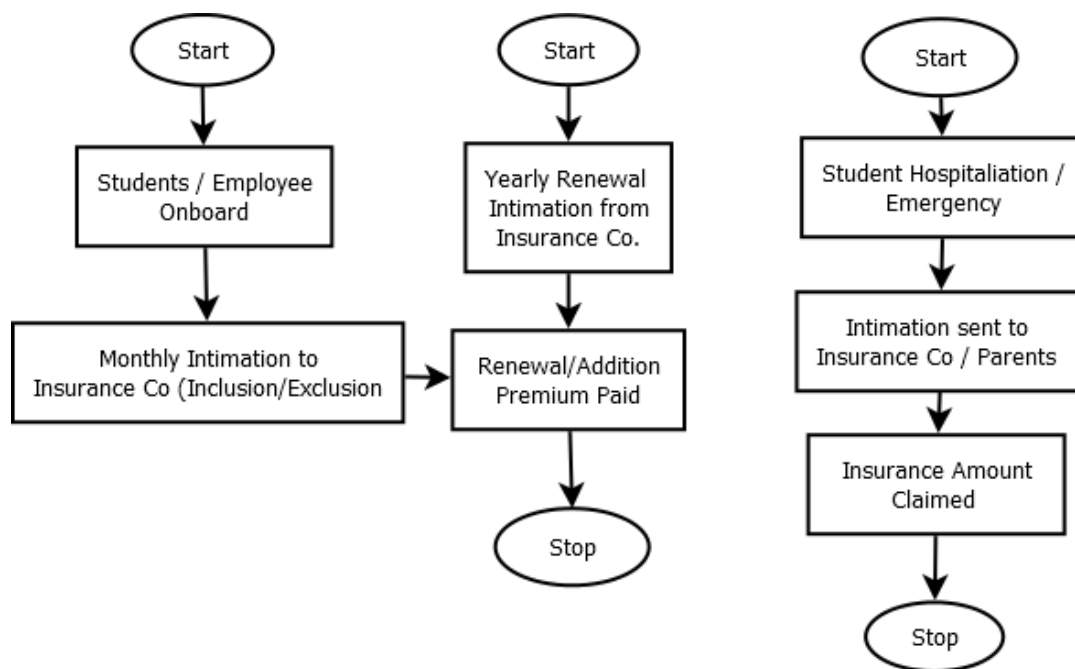 Start
Students / Employee
Onboard
Monthly Intimation to
Insurance Co (Inclusion/Exclusion
Start
Yearly Renewal
Intimation from
Insurance Co.
Renewal/Addition
Premium Paid
Stop
Start
Student Hospitaliation /
Emergency
Intimation sent to
Insurance Co / Parents
Insurance Amount
Claimed
Stop